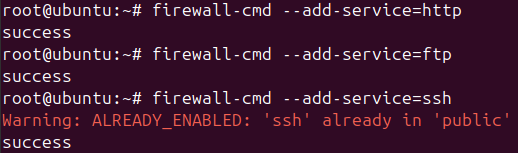 root@ubuntu:~# firewall-cmd --add-service=http
success
root@ubuntu:~# firewall-cmd --add-service=ftp
success
root@ubuntu:~# firewall-cmd --add-service=ssh
Warning: ALREADY_ENABLED: 'ssh' already in 'public'
success